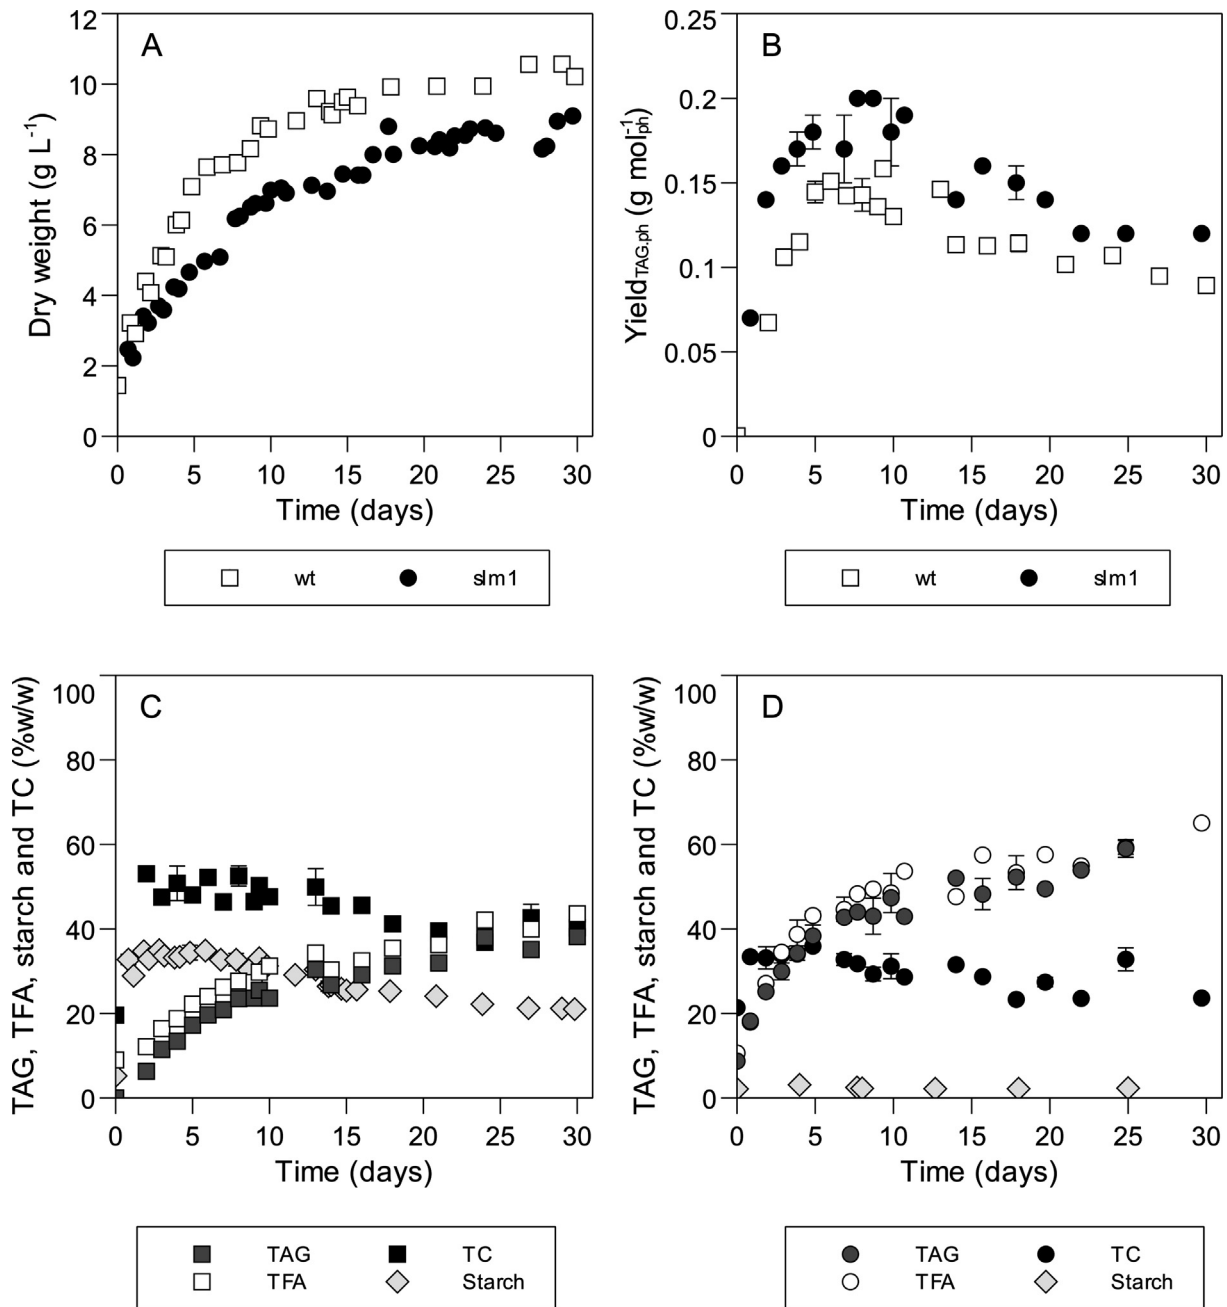 A
Dry weight (g L-1)
12
10
8
6
4
2
0
0 5 10 15 20 25 30
Time (days)
wt slm1
B
YieldTAG,ph (g mol-1ph)
0.25
0.2
0.15
0.1
0.05
0
0 5 10 15 20 25 30
Time (days)
wt slm1
C
TAG, TFA, starch and TC (%w/w)
100
80
60
40
20
0
0 5 10 15 20 25 30
Time (days)
TAG TC
TFA Starch
D
TAG, TFA, starch and TC (%w/w)
100
80
60
40
20
0
0 5 10 15 20 25 30
Time (days)
TAG TC
TFA Starch